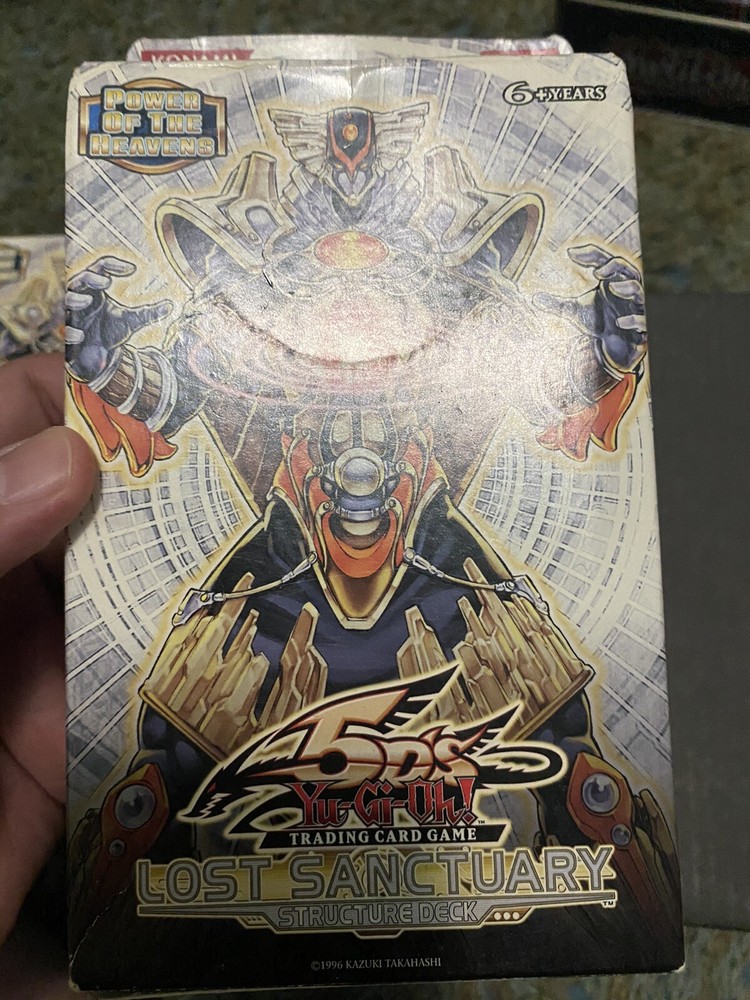 KONAMI
POWER
OF THE
HEAVENS
6+YEARS
5D's
Yu-Gi-Oh!™
TRADING CARD GAME
LOST SANCTUARY™
STRUCTURE DECK
©1996 KAZUKI TAKAHASHI